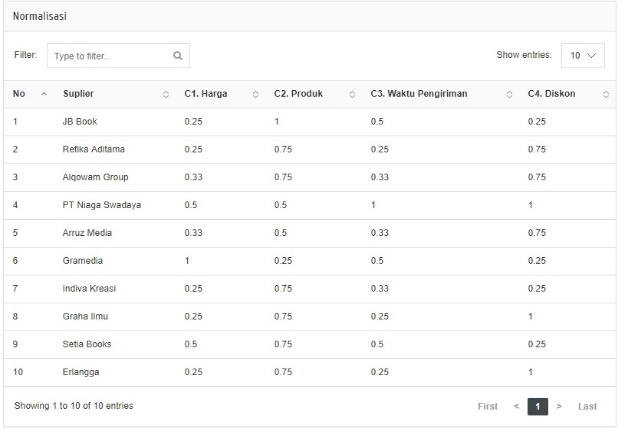 Normalisasi
Filter: Type to filter... Show entries: 10
No Suplier C1. Harga C2. Produk C3. Waktu Pengiriman C4. Diskon
1 JB Book 0.25 1 0.5 0.25
2 Refika Aditama 0.25 0.75 0.25 0.75
3 Alqowam Group 0.33 0.75 0.33 0.75
4 PT Niaga Swadaya 0.5 0.5 1 1
5 Arruz Media 0.33 0.5 0.33 0.75
6 Gramedia 1 0.25 0.5 0.25
7 Indiva Kreasi 0.25 0.75 0.33 0.25
8 Graha Ilmu 0.25 0.75 0.25 1
9 Setia Books 0.5 0.75 0.5 0.25
10 Erlangga 0.25 0.75 0.25 1
Showing 1 to 10 of 10 entries First < 1 > Last